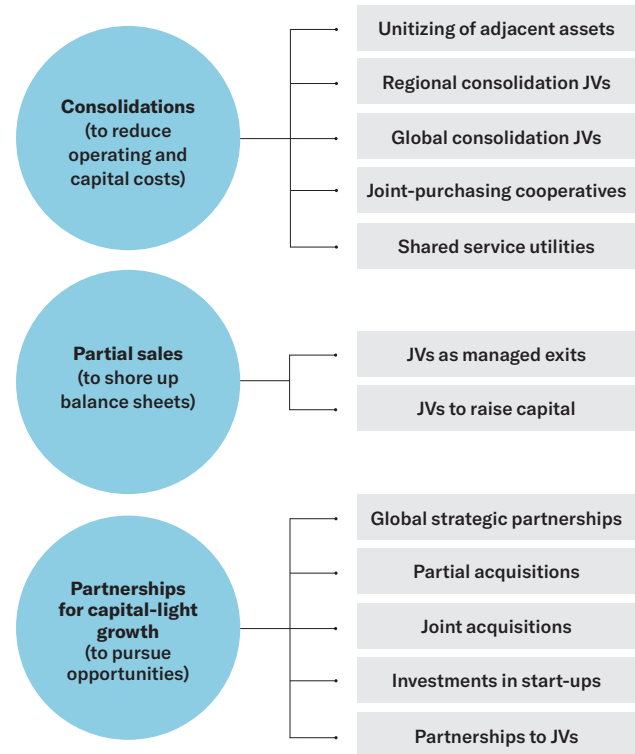 Consolidations
(to reduce
operating and
capital costs)
Unitizing of adjacent assets
Regional consolidation JVs
Global consolidation JVs
Joint-purchasing cooperatives
Shared service utilities
Partial sales
(to shore up
balance sheets)
JVs as managed exits
JVs to raise capital
Partnerships
for capital-light
growth
(to pursue
opportunities)
Global strategic partnerships
Partial acquisitions
Joint acquisitions
Investments in start-ups
Partnerships to JVs